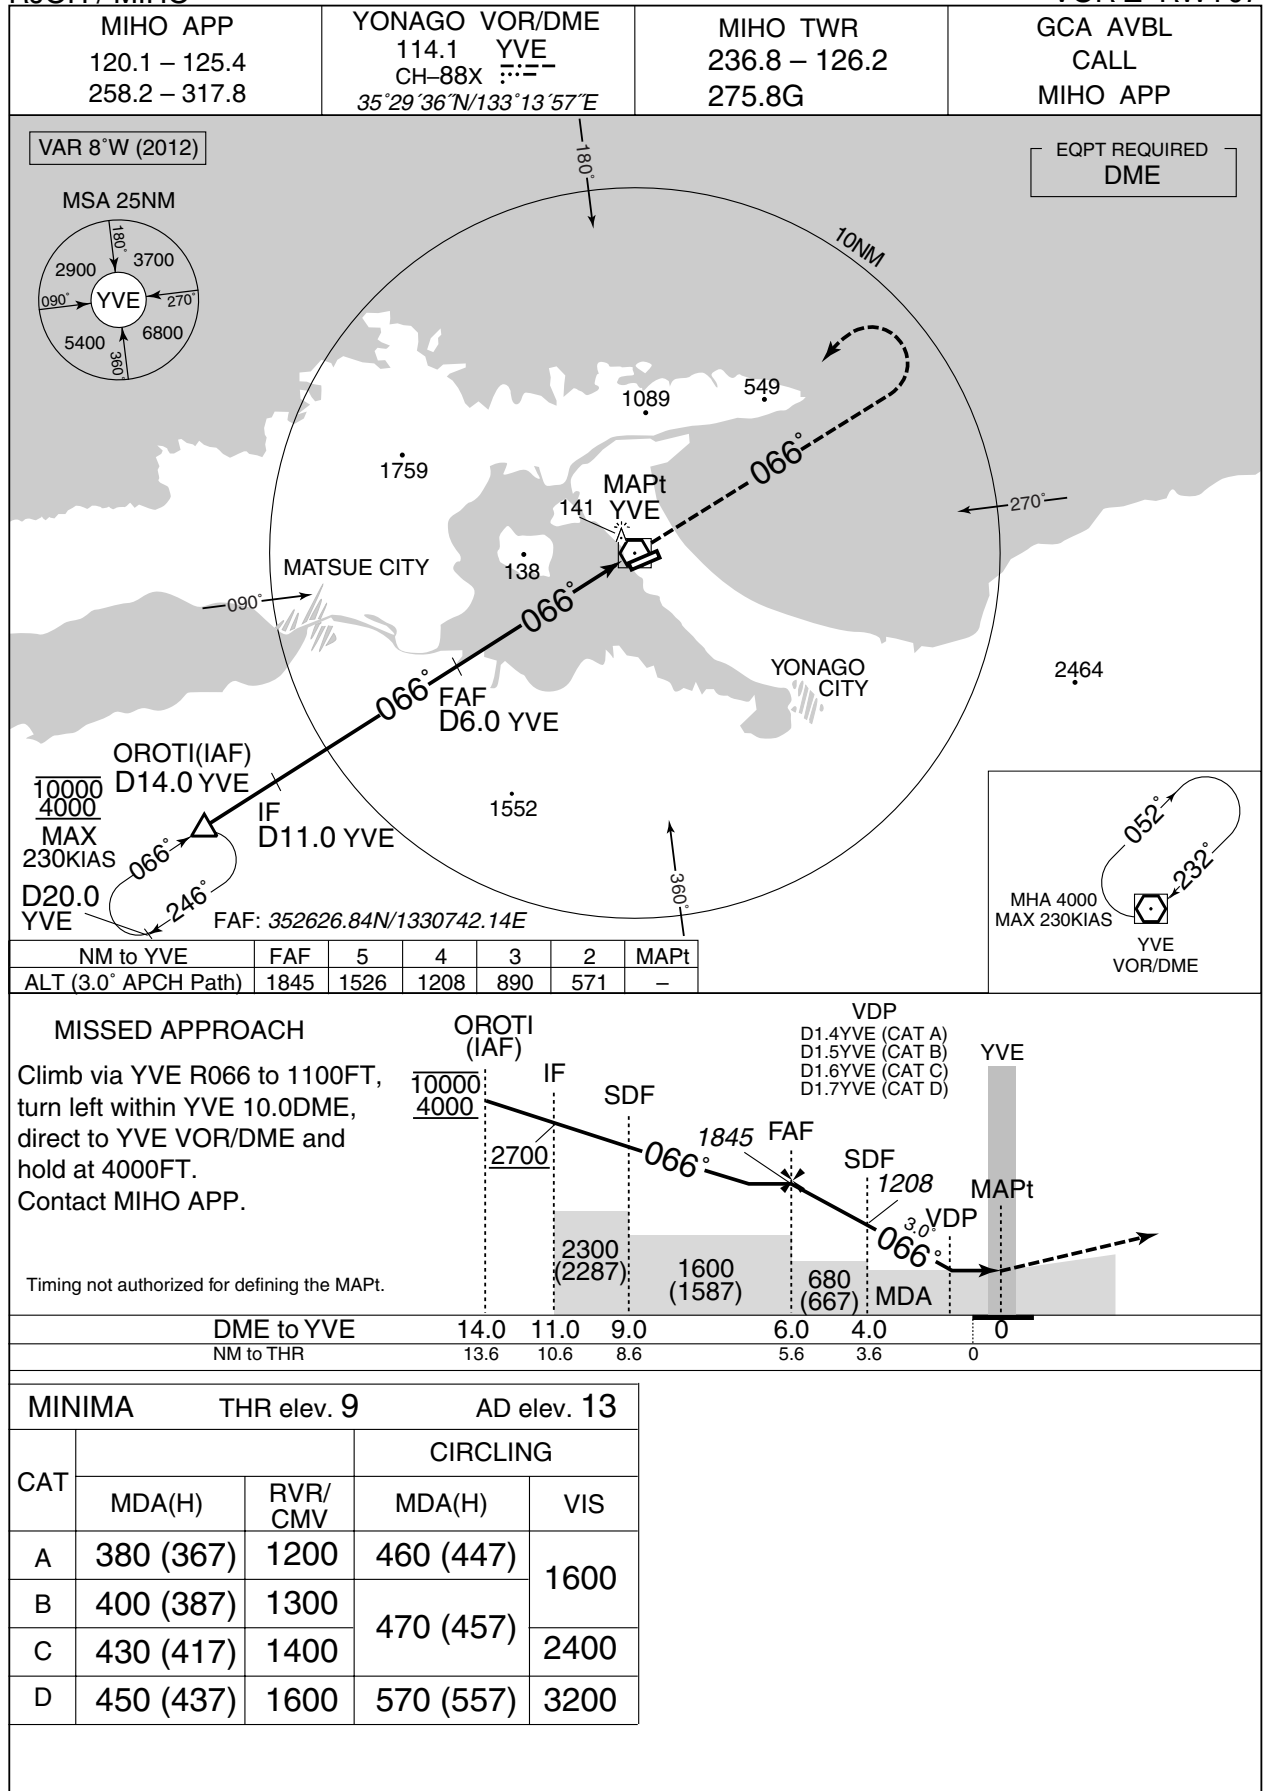 MIHO APP
120.1 – 125.4
258.2 – 317.8
YONAGO VOR/DME
114.1 YVE
CH–88X
35°29´36˝N/133°13´57˝E
MIHO TWR
236.8 – 126.2
275.8G
GCA AVBL
CALL
MIHO APP
VAR 8°W (2012)
EQPT REQUIRED
DME
MSA 25NM
180°
2900
3700
090°
YVE
270°
5400
6800
360°
180°
10NM
1089
549
1759
066°
MAPt
YVE
141
270°
MATSUE CITY
138
090°
066°
YONAGO
CITY
2464
066°
FAF
D6.0 YVE
OROTI(IAF)
D14.0 YVE
10000
4000
MAX
230KIAS
IF
D11.0 YVE
1552
066°
246°
D20.0
YVE
360°
FAF: 352626.84N/1330742.14E
052°
232°
MHA 4000
MAX 230KIAS
YVE
VOR/DME
NM to YVE FAF 5 4 3 2 MAPt
ALT (3.0° APCH Path) 1845 1526 1208 890 571 –
MISSED APPROACH
Climb via YVE R066 to 1100FT,
turn left within YVE 10.0DME,
direct to YVE VOR/DME and
hold at 4000FT.
Contact MIHO APP.
Timing not authorized for defining the MAPt.
OROTI
(IAF)
10000
4000
IF
2700
SDF
066°
1845
FAF
VDP
D1.4YVE (CAT A)
D1.5YVE (CAT B)
D1.6YVE (CAT C)
D1.7YVE (CAT D)
YVE
SDF
1208
MAPt
VDP
3.0°
066°
2300
(2287)
1600
(1587)
680
(667)
MDA
DME to YVE 14.0 11.0 9.0 6.0 4.0 0
NM to THR 13.6 10.6 8.6 5.6 3.6 0
MINIMA THR elev. 9 AD elev. 13
CAT
CIRCLING
MDA(H) RVR/CMV MDA(H) VIS
A 380 (367) 1200 460 (447) 1600
B 400 (387) 1300 470 (457)
C 430 (417) 1400 2400
D 450 (437) 1600 570 (557) 3200